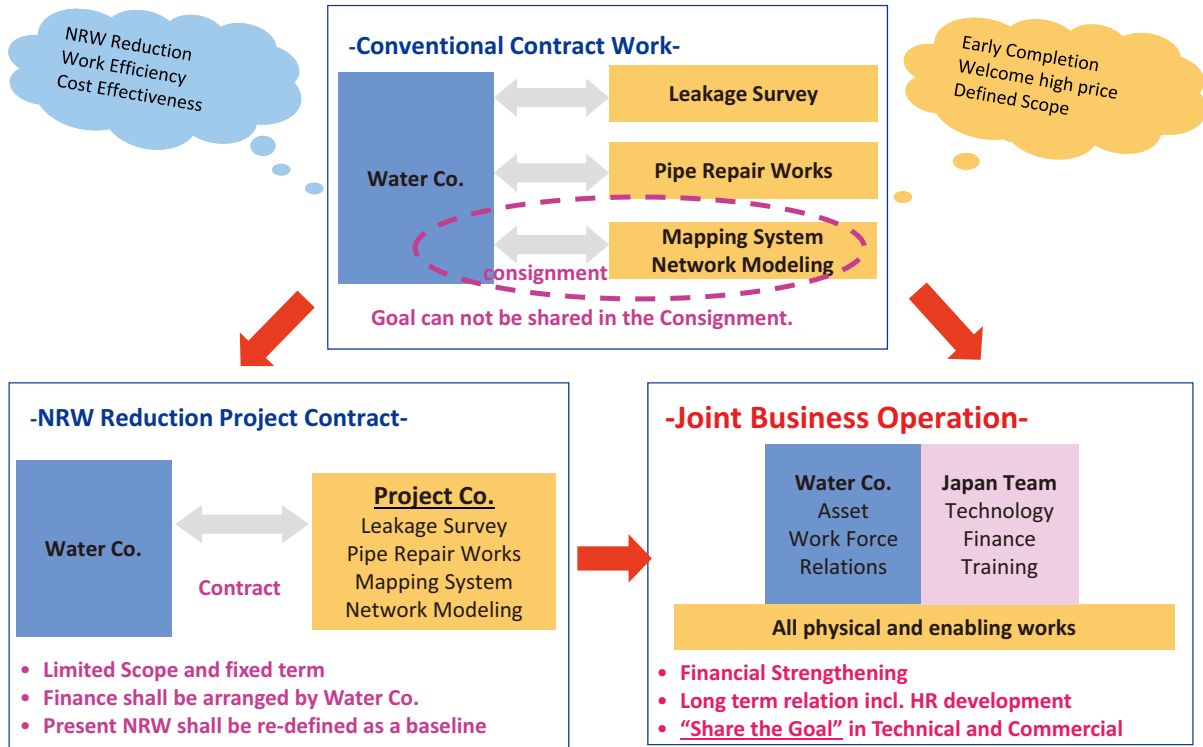 NRW Reduction
Work Efficiency
Cost Effectiveness
-Conventional Contract Work-
Water Co.
Leakage Survey
Pipe Repair Works
Mapping System
Network Modeling
consignment
Goal can not be shared in the Consignment.
Early Completion
Welcome high price
Defined Scope
-NRW Reduction Project Contract-
Water Co.
Contract
Project Co.
Leakage Survey
Pipe Repair Works
Mapping System
Network Modeling
• Limited Scope and fixed term
• Finance shall be arranged by Water Co.
• Present NRW shall be re-defined as a baseline
-Joint Business Operation-
Water Co.
Asset
Work Force
Relations
Japan Team
Technology
Finance
Training
All physical and enabling works
• Financial Strengthening
• Long term relation incl. HR development
• “Share the Goal” in Technical and Commercial